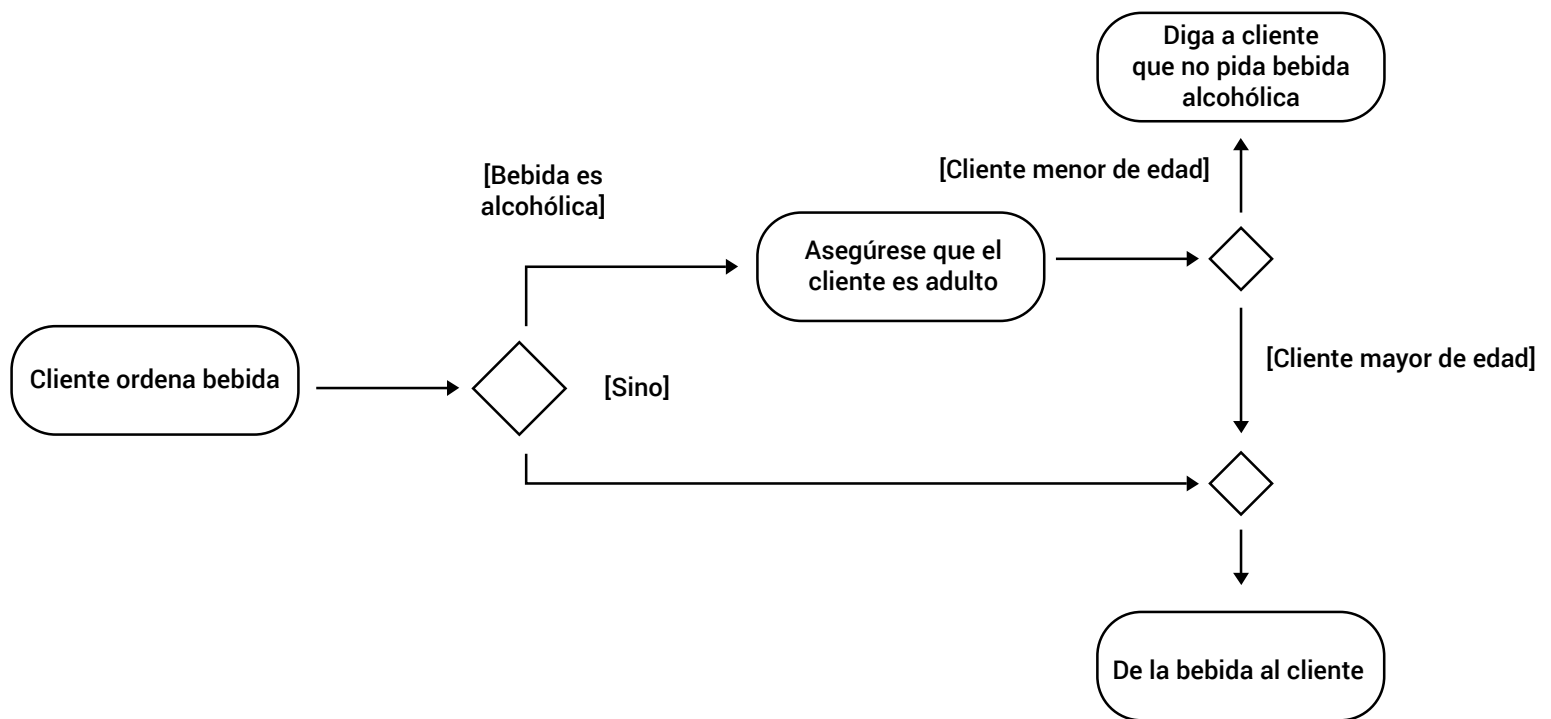 Diga a cliente
que no pida bebida
alcohólica
[Cliente menor de edad]
[Bebida es
alcohólica]
Asegúrese que el
cliente es adulto
Cliente ordena bebida
[Sino]
[Cliente mayor de edad]
De la bebida al cliente